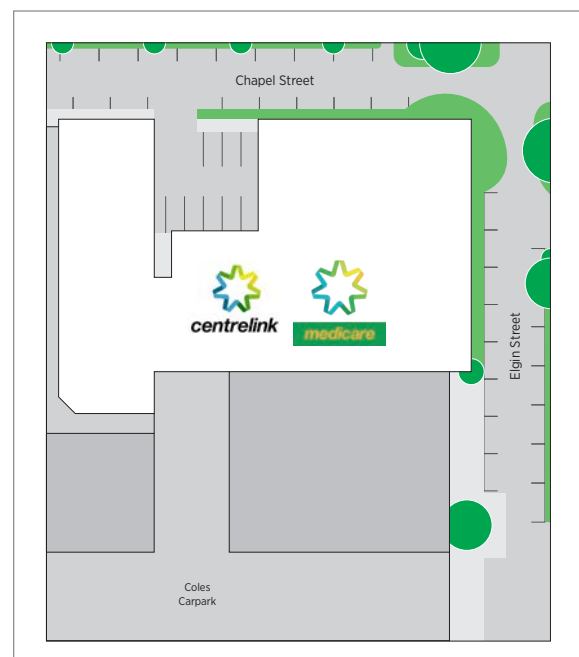 Chapel Street
centrelink
medicare
Elgin Street
Coles
Carpark